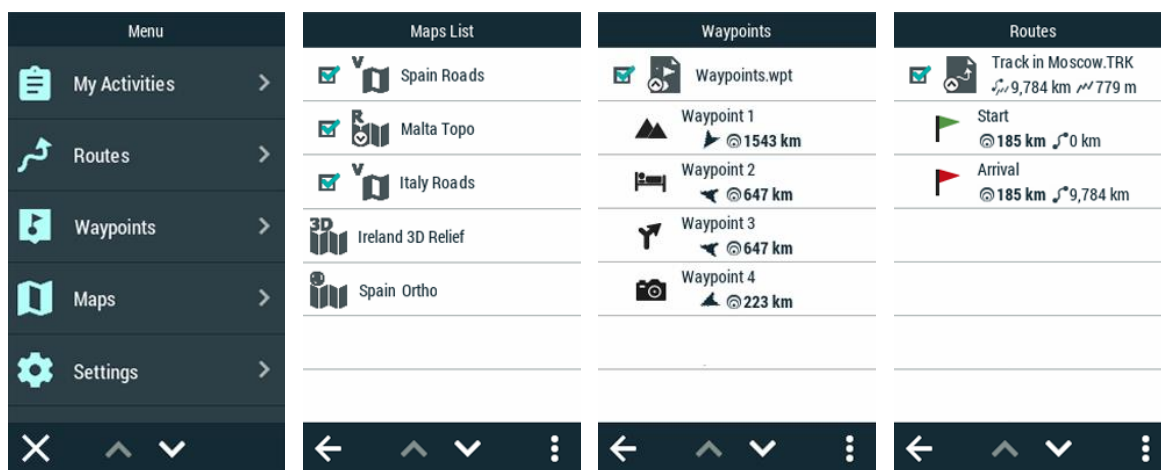 Menu
My Activities
Routes
Waypoints
Maps
Settings
Maps List
V
Spain Roads
R
Malta Topo
V
Italy Roads
3D
Ireland 3D Relief
Spain Ortho
Waypoints
Waypoints.wpt
Waypoint 1
1543 km
Waypoint 2
647 km
Waypoint 3
647 km
Waypoint 4
223 km
Routes
Track in Moscow.TRK
9,784 km 779 m
Start
185 km 0 km
Arrival
185 km 9,784 km